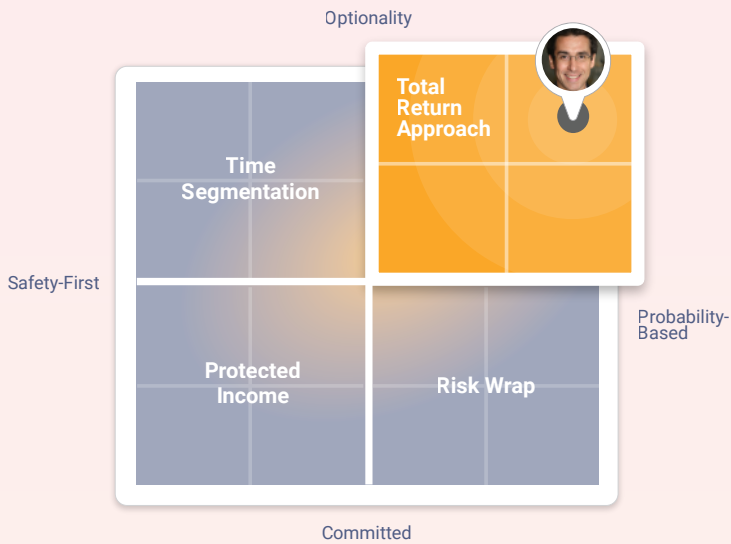 Optionality
Total
Return
Approach
Time
Segmentation
Safety-First
Probability-
Based
Protected
Income
Risk Wrap
Committed